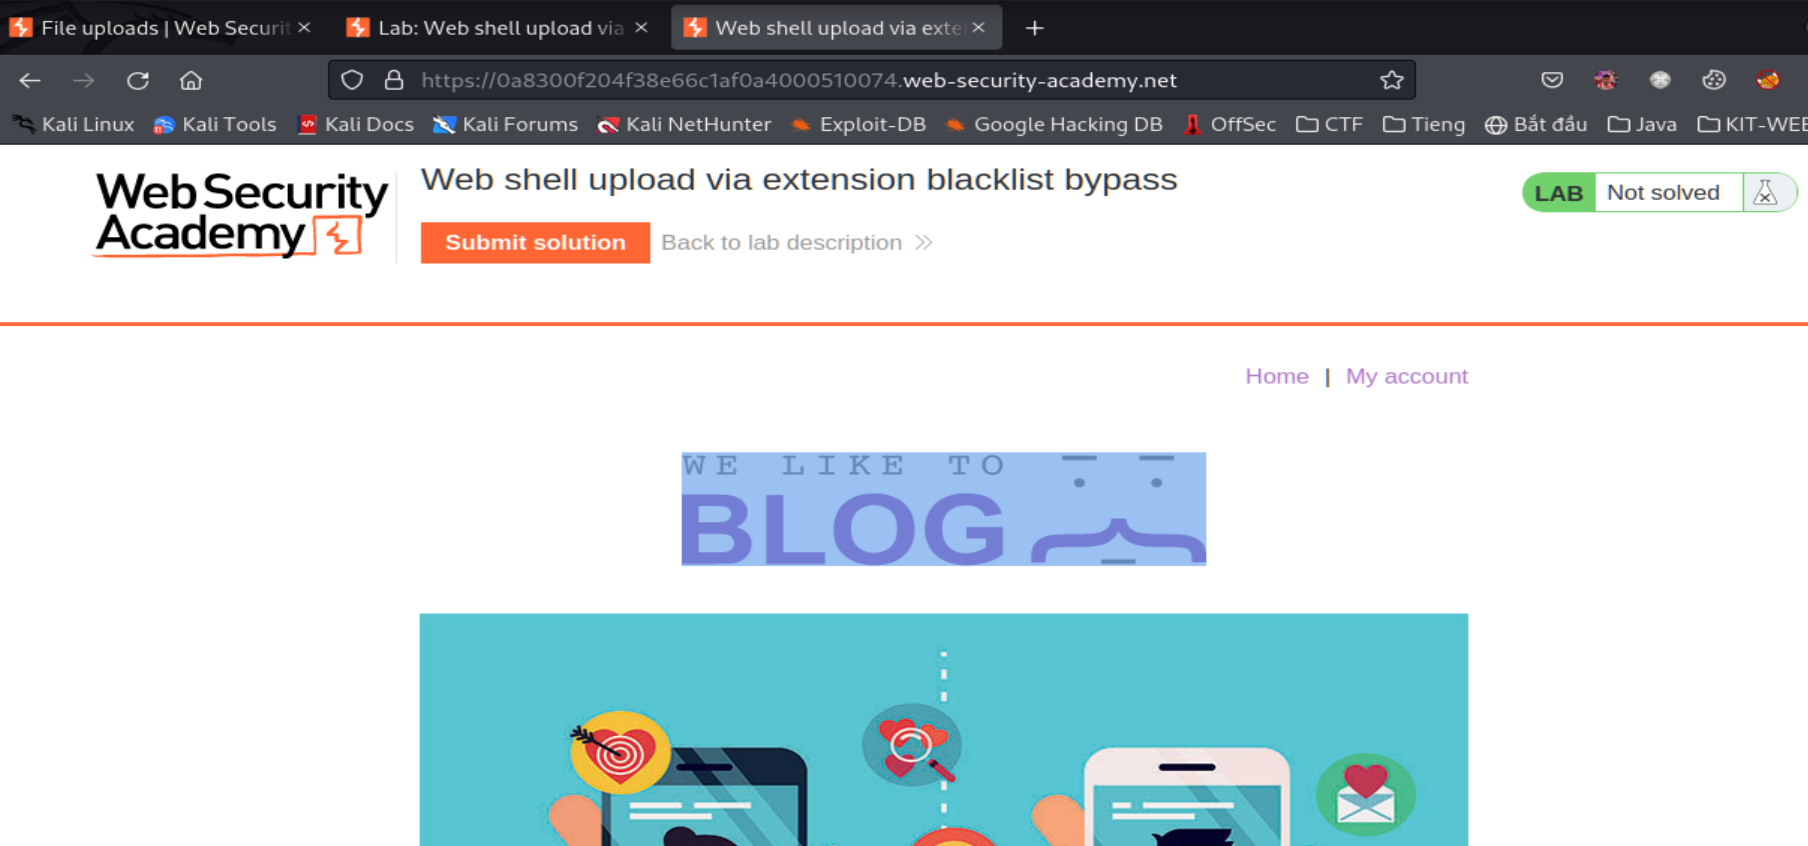 File uploads | Web Securit
Lab: Web shell upload via
Web shell upload via exte
https://0a8300f204f38e66c1af0a4000510074.web-security-academy.net
Kali Linux Kali Tools Kali Docs Kali Forums Kali NetHunter Exploit-DB Google Hacking DB OffSec CTF Tieng Bắt đầu Java KIT-WEB
Web Security
Academy
Web shell upload via extension blacklist bypass
Submit solution Back to lab description
LAB Not solved
Home | My account
WE LIKE TO
BLOG